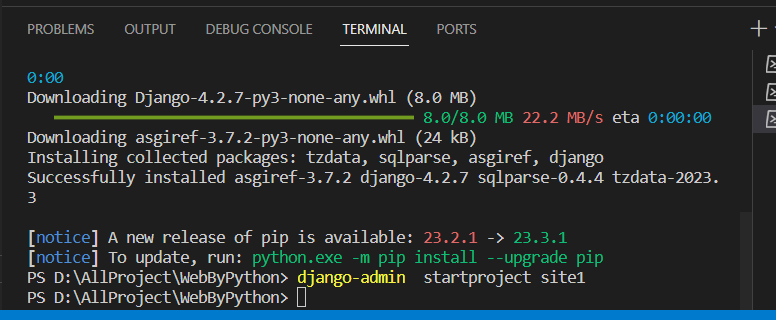 PROBLEMS OUTPUT DEBUG CONSOLE TERMINAL PORTS
0:00
Downloading Django-4.2.7-py3-none-any.whl (8.0 MB)
8.0/8.0 MB 22.2 MB/s eta 0:00:00
Downloading asgiref-3.7.2-py3-none-any.whl (24 kB)
Installing collected packages: tzdata, sqlparse, asgiref, django
Successfully installed asgiref-3.7.2 django-4.2.7 sqlparse-0.4.4 tzdata-2023.
3
[notice] A new release of pip is available: 23.2.1 -> 23.3.1
[notice] To update, run: python.exe -m pip install --upgrade pip
PS D:\AllProject\WebByPython> django-admin  startproject site1
PS D:\AllProject\WebByPython>